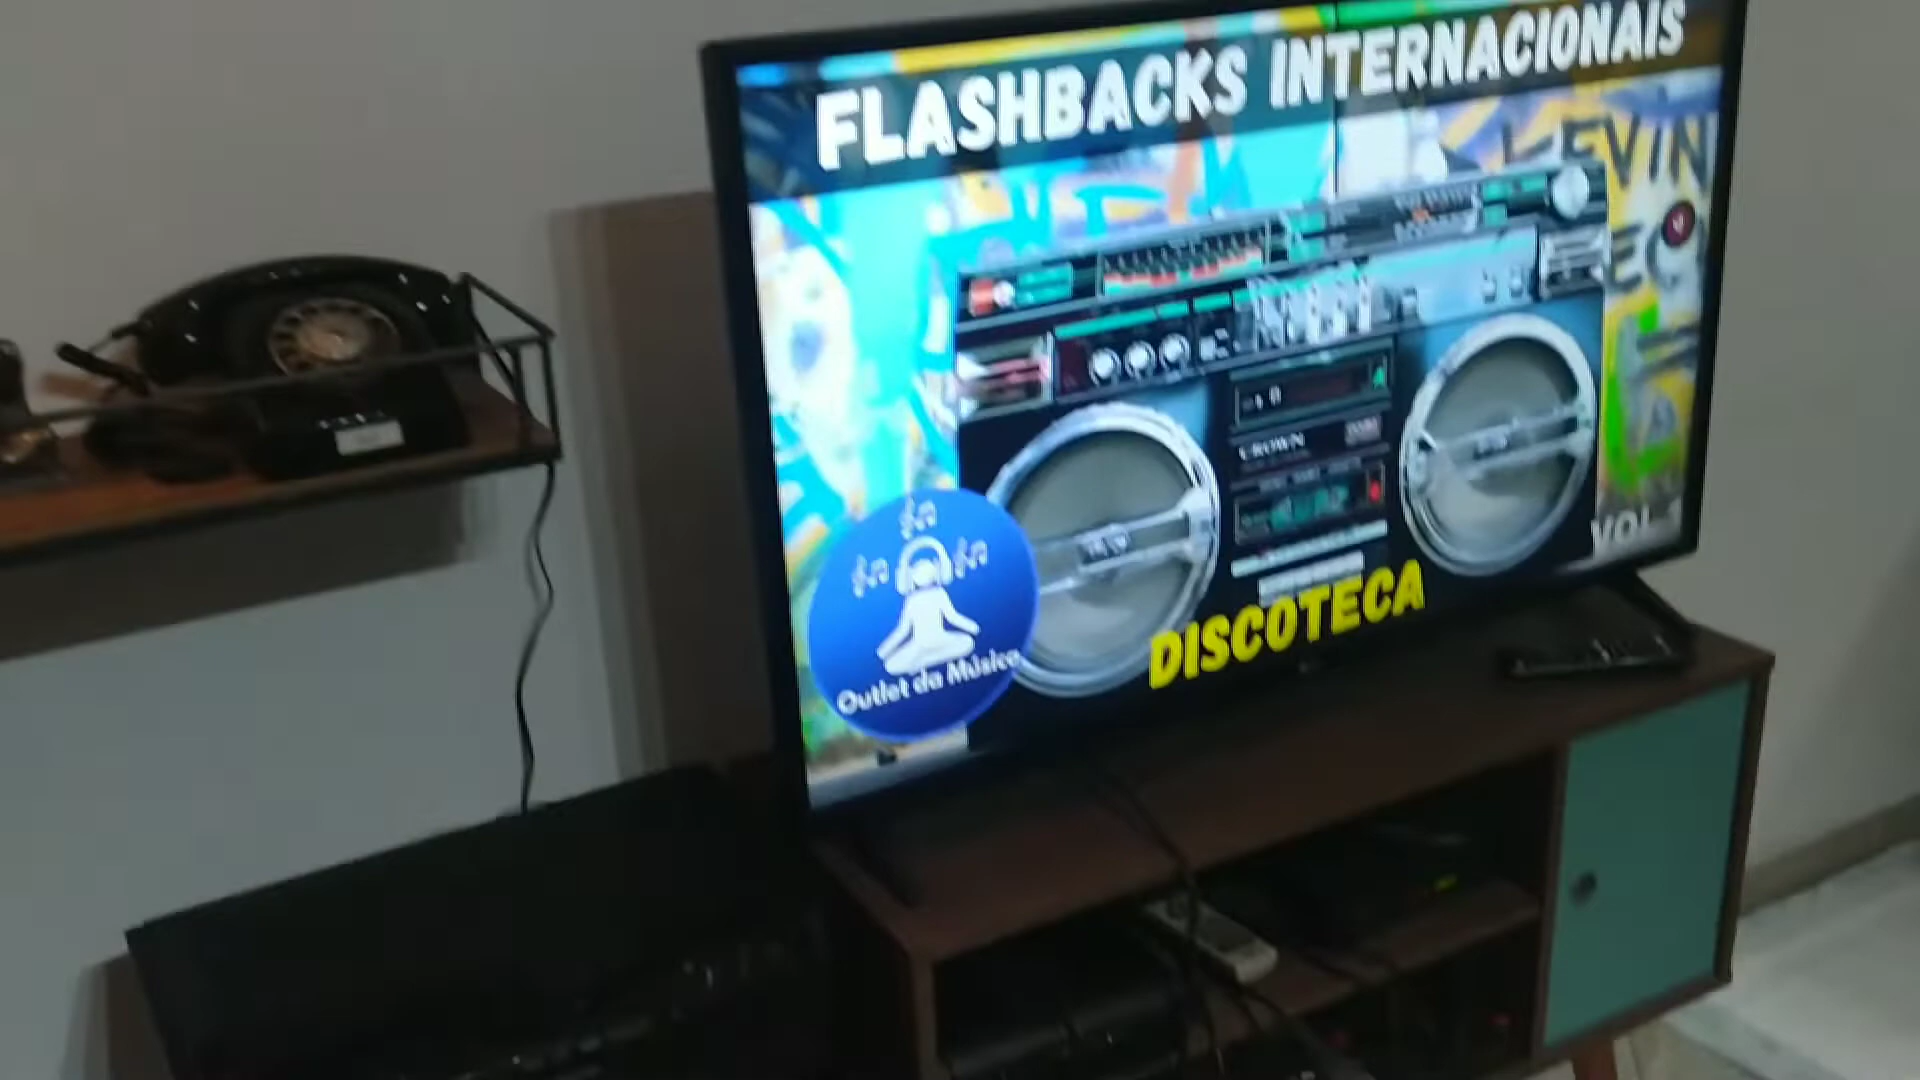 FLASHBACKS INTERNACIONAIS
KEVIN
CROWN
Outlet da Música
DISCOTECA
VOL.1